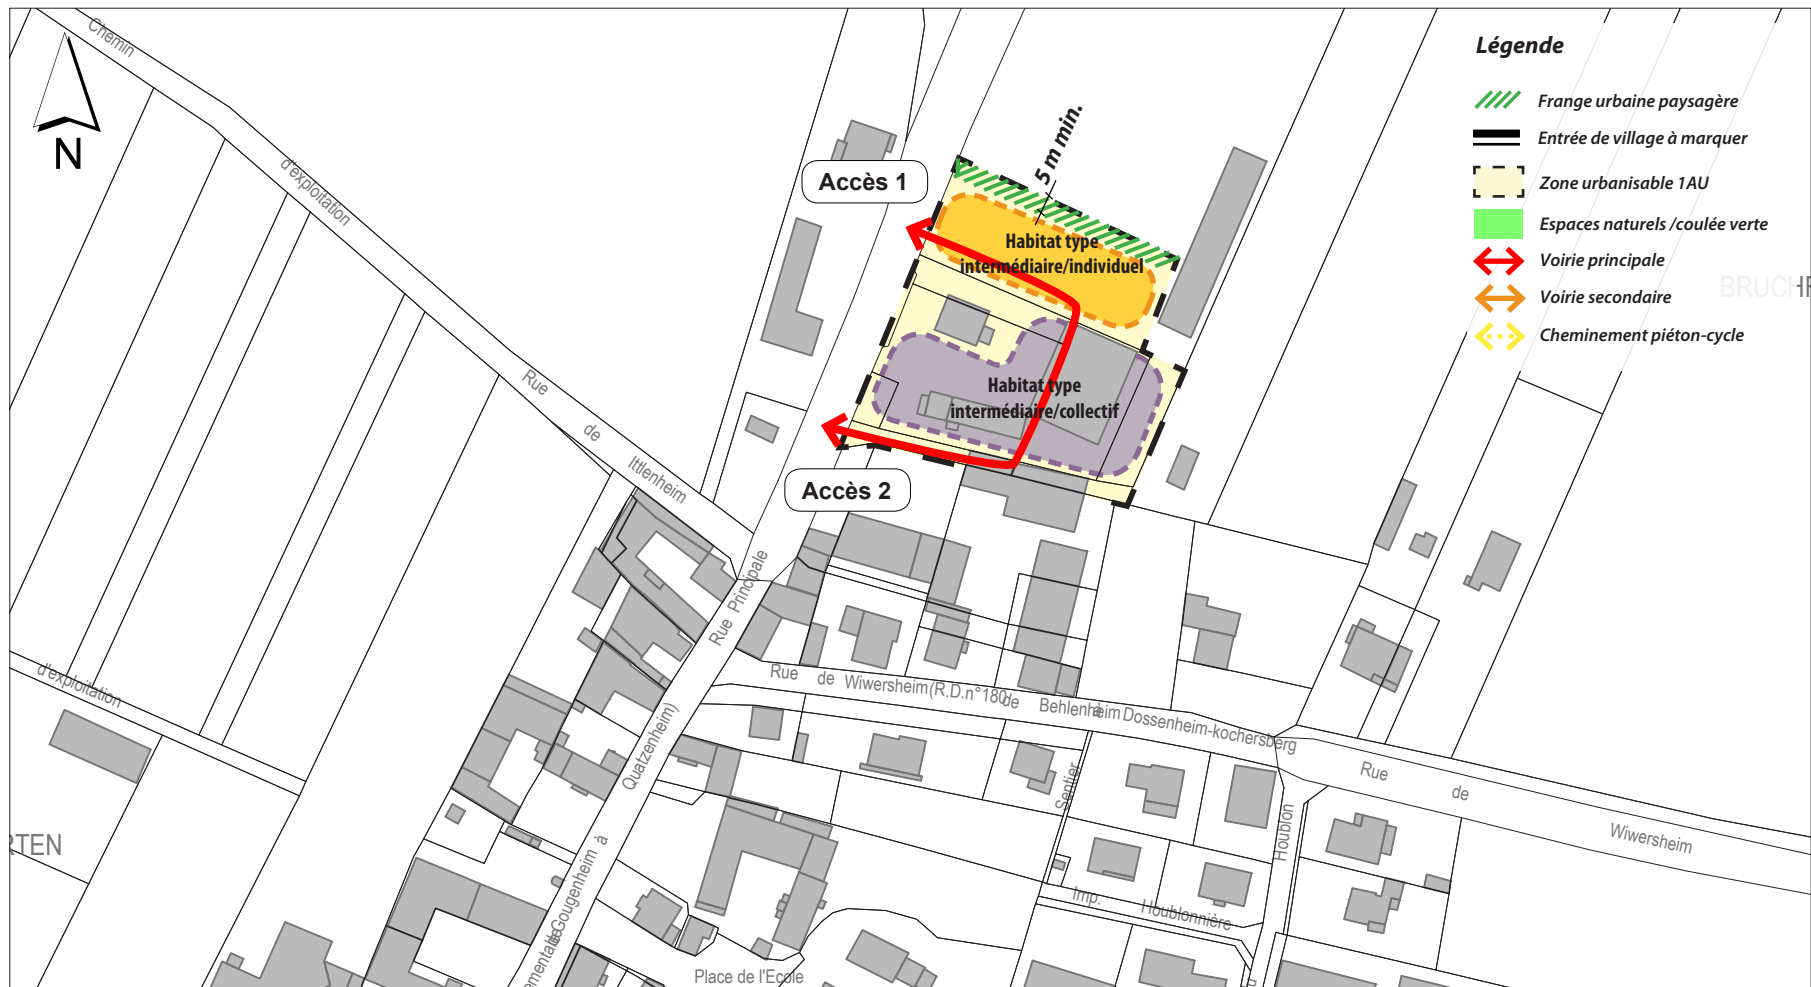 Légende
Frange urbaine paysagère
Entrée de village à marquer
Zone urbanisable 1AU
Espaces naturels /coulée verte
Voirie principale
Voirie secondaire
Cheminement piéton-cycle
N
Chemin
d'exploitation
Accès 1
5 m min.
Habitat type
intermédiaire/individuel
Habitat type
intermédiaire/collectif
Accès 2
Rue
de
Ittlenheim
Rue Principale
d'exploitation
Rue de Wiwersheim (R.D.n°180
de Behlenheim
à
Dossenheim-kochersberg
Quatzenheim)
à
Gougenheim
de
Sentier
Houblon
Rue
de
Wiwersheim
Imp. Houblonnière
Place de l'Ecole
RTEN